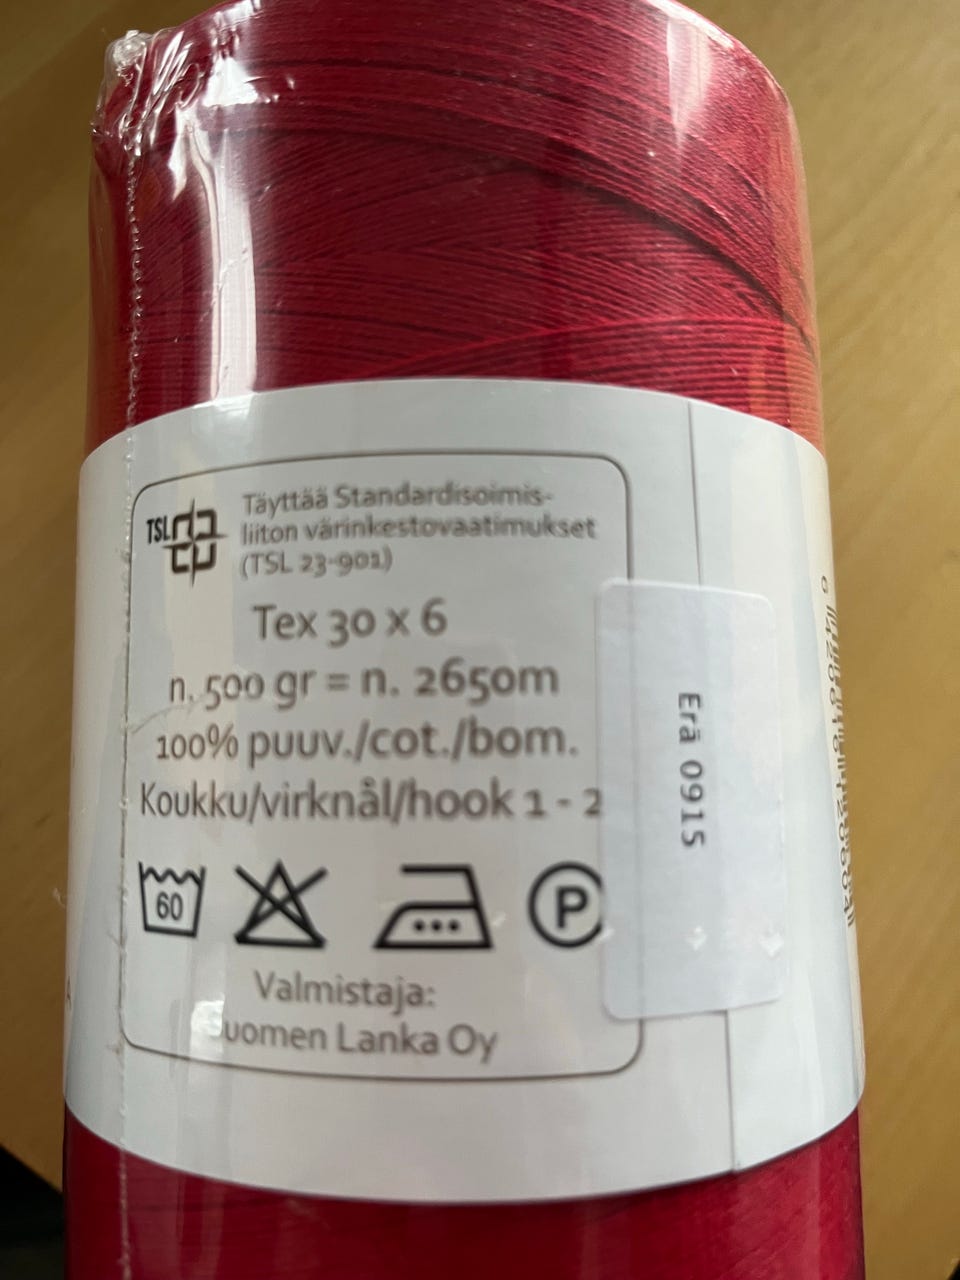 TSL
Täyttää Standardisoimis-
liiton värinkestovaatimukset
(TSL 23-901)
Tex 30 x 6
n. 500 gr = n. 2650m
100% puuv./cot./bom.
Koukku/virknål/hook 1 - 2
60
P
Valmistaja:
uomen Lanka Oy
Erä 0915